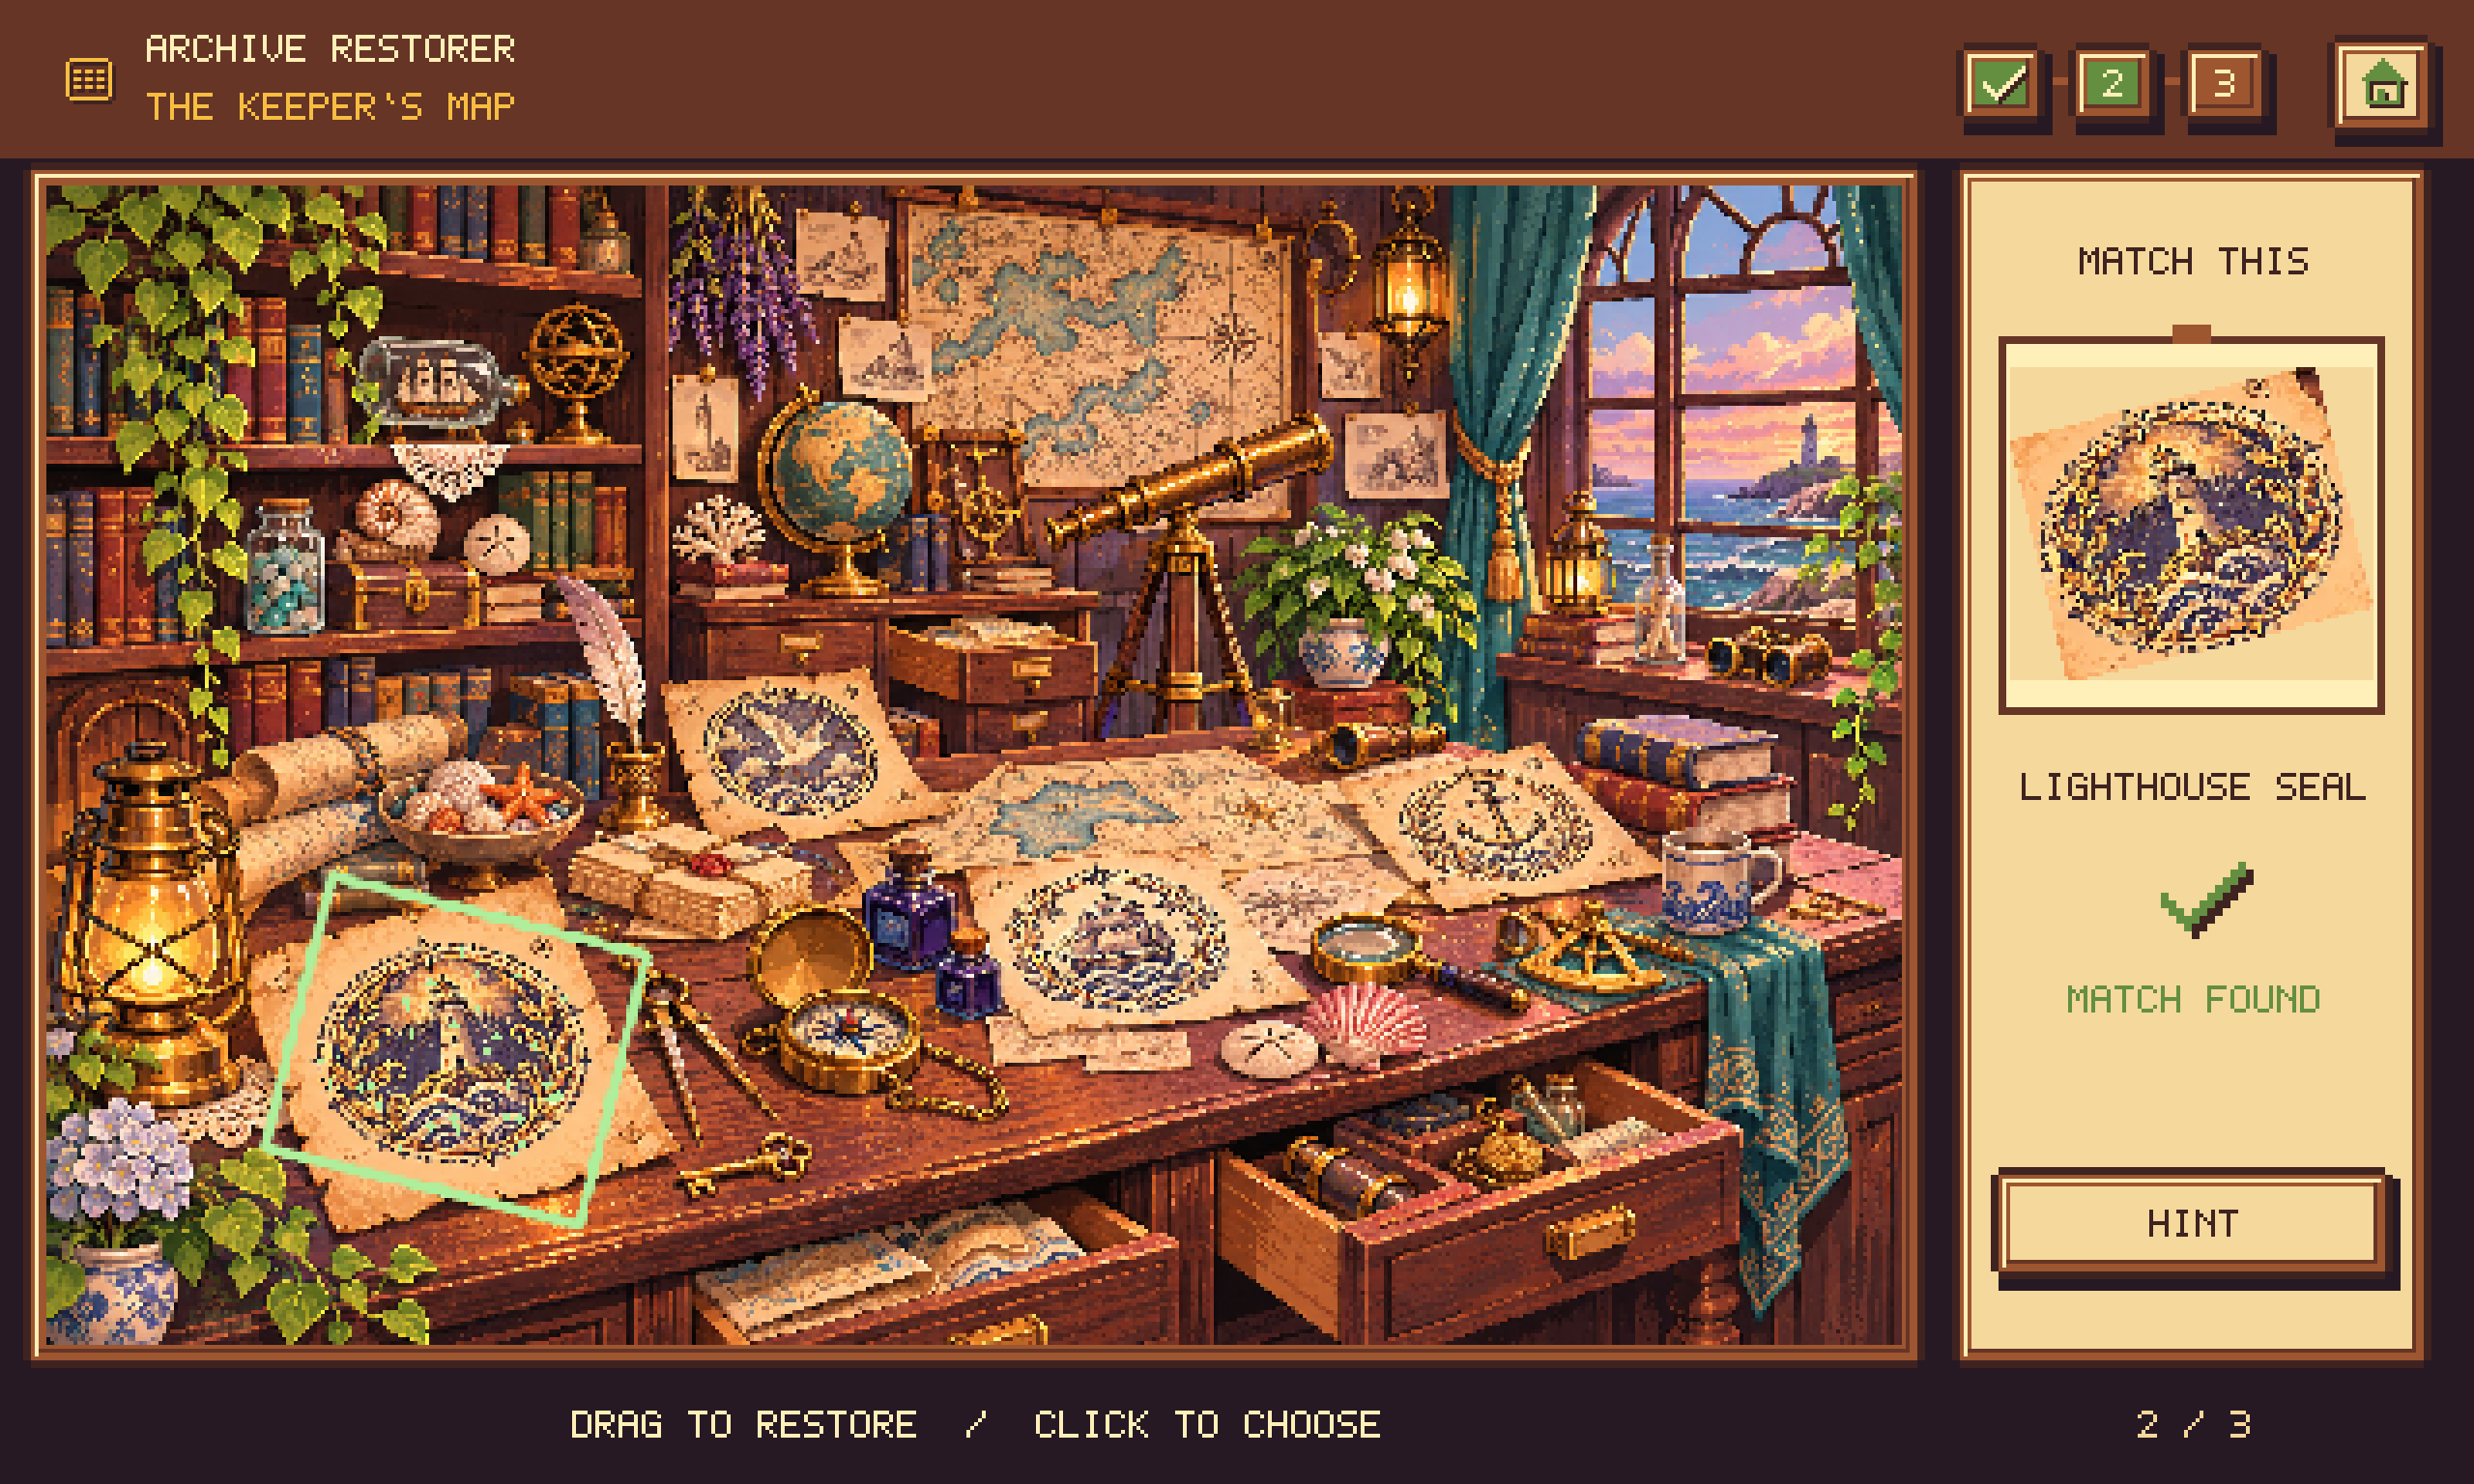 ARCHIVE RESTORER
THE KEEPER'S MAP
2
3
MATCH THIS
LIGHTHOUSE SEAL
MATCH FOUND
HINT
DRAG TO RESTORE / CLICK TO CHOOSE
2 / 3